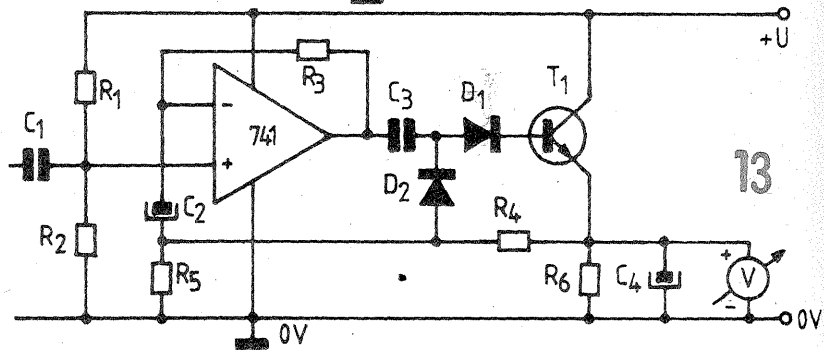 +U
R1
R3
C3
D1
T1
C1
-
741
+
13
D2
R2
C2
R4
R5
R6
C4
+
V
-
0V
0V